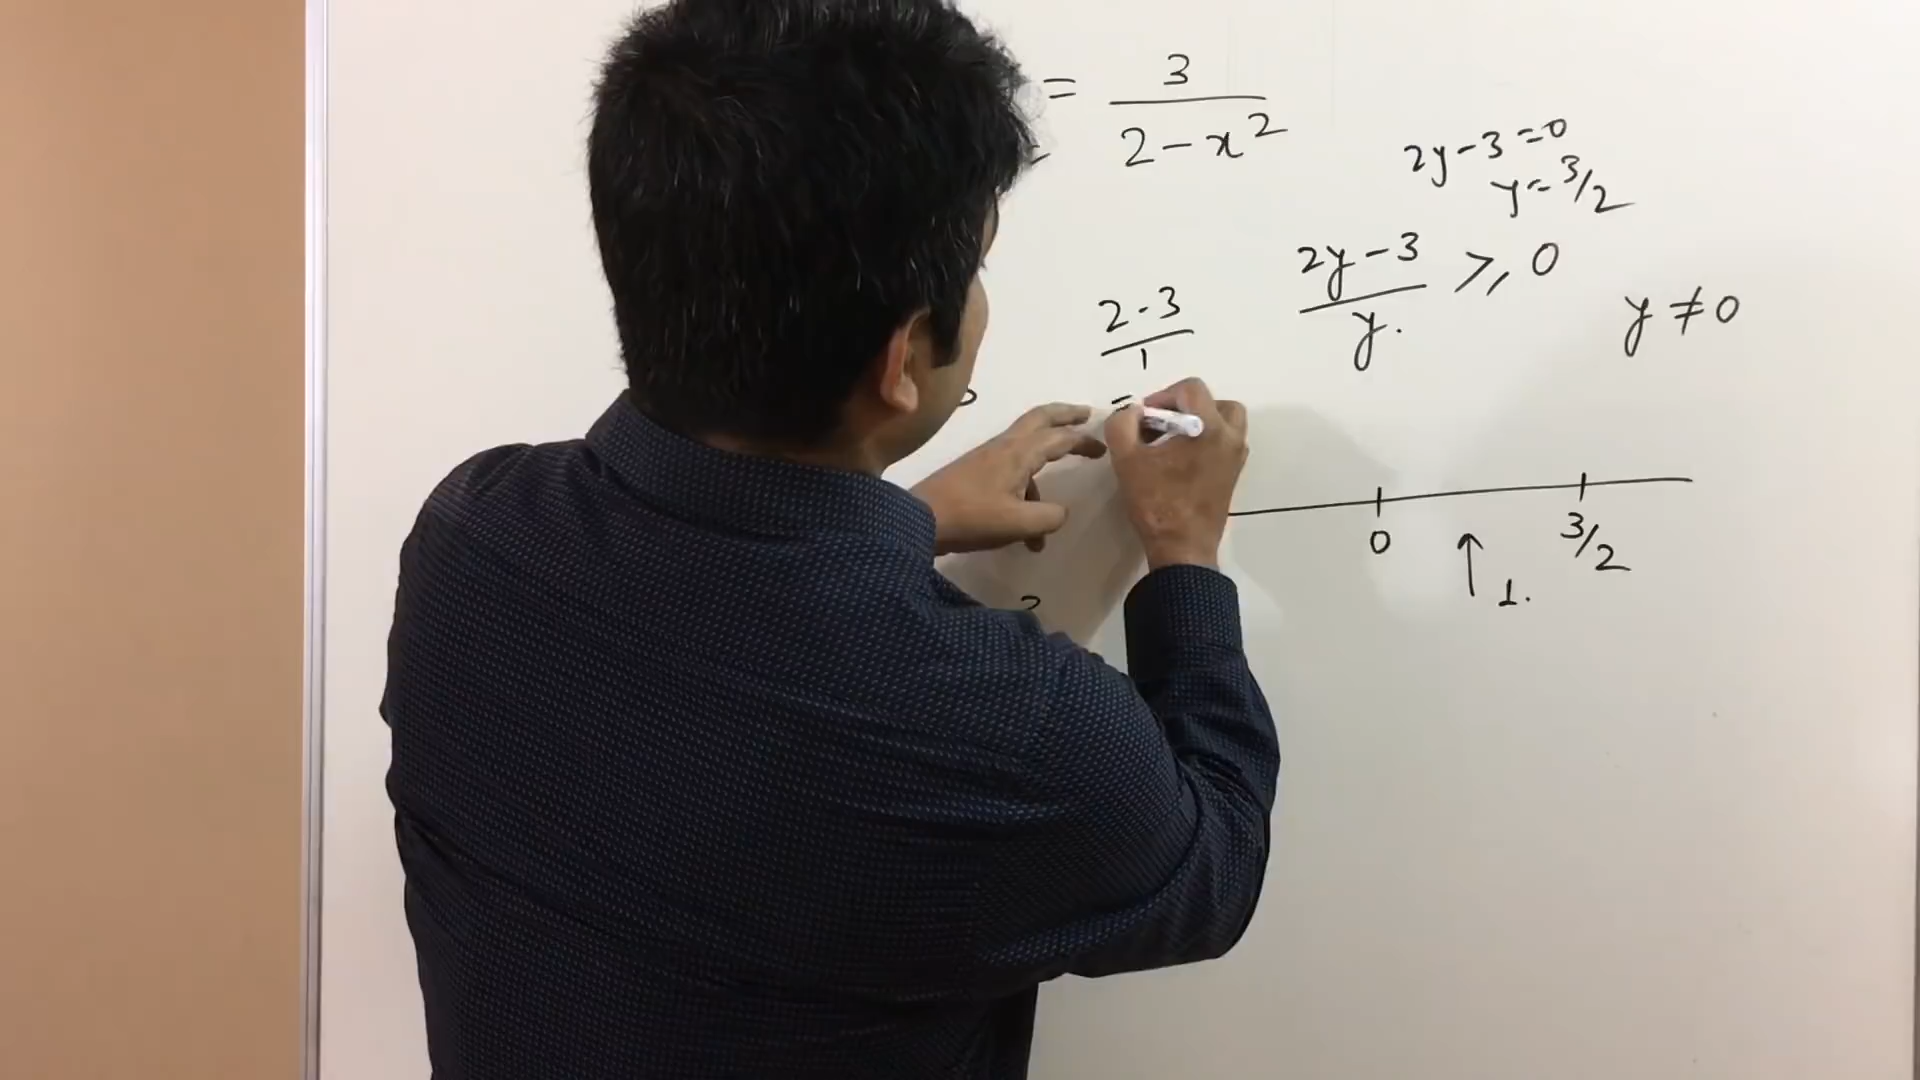 = 3/(2-x²)
2y-3=0
y=3/2
(2y-3)/y. ⩾ 0
y≠0
(2-3)/1
=
0
3/2
↑ 1.